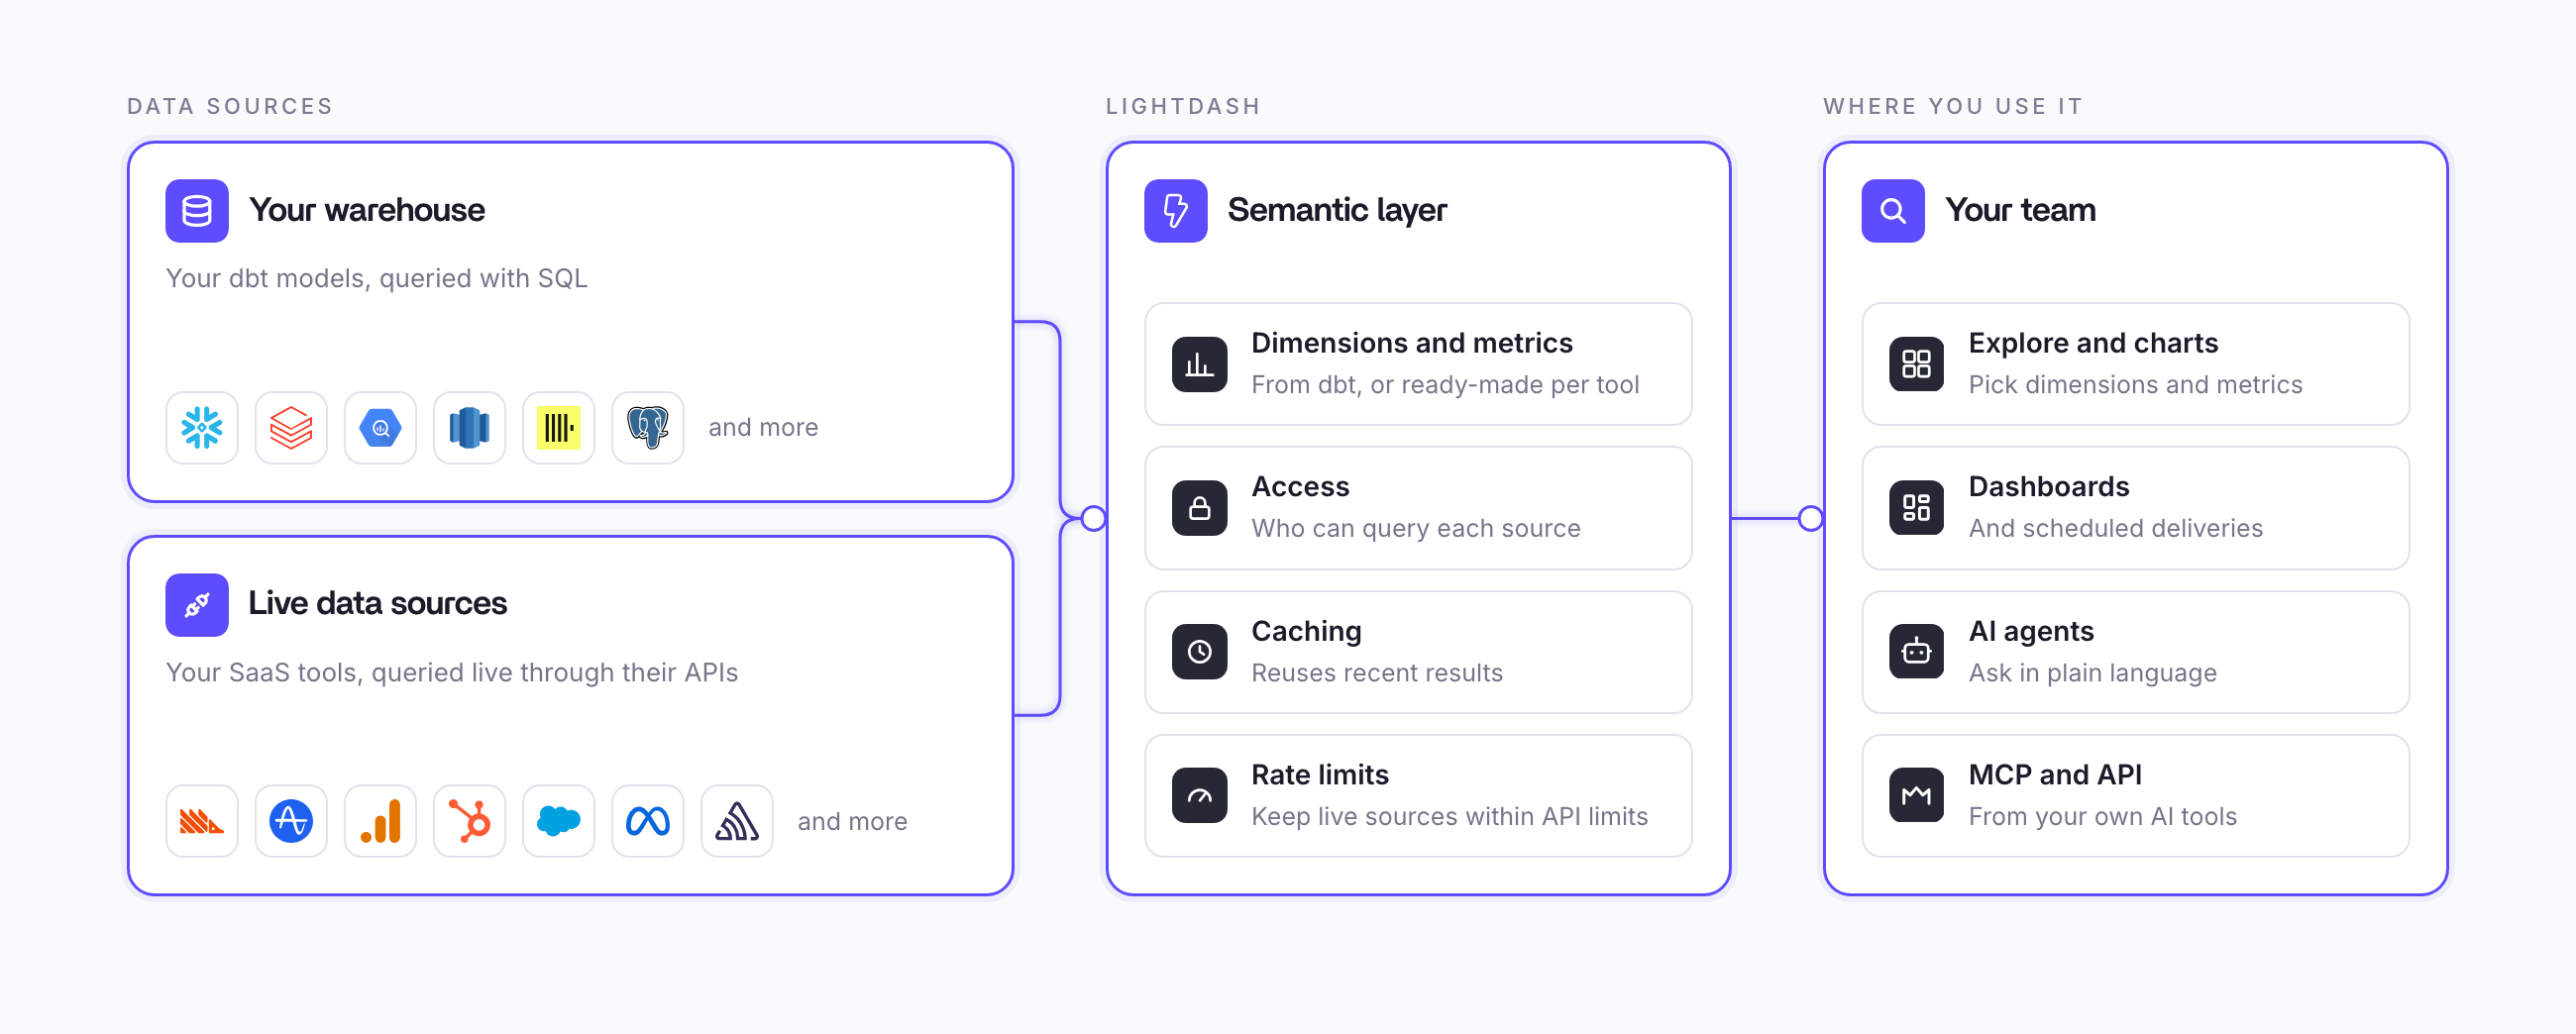 DATA SOURCES
Your warehouse
Your dbt models, queried with SQL
and more
Live data sources
Your SaaS tools, queried live through their APIs
and more
LIGHTDASH
Semantic layer
Dimensions and metrics
From dbt, or ready-made per tool
Access
Who can query each source
Caching
Reuses recent results
Rate limits
Keep live sources within API limits
WHERE YOU USE IT
Your team
Explore and charts
Pick dimensions and metrics
Dashboards
And scheduled deliveries
AI agents
Ask in plain language
MCP and API
From your own AI tools